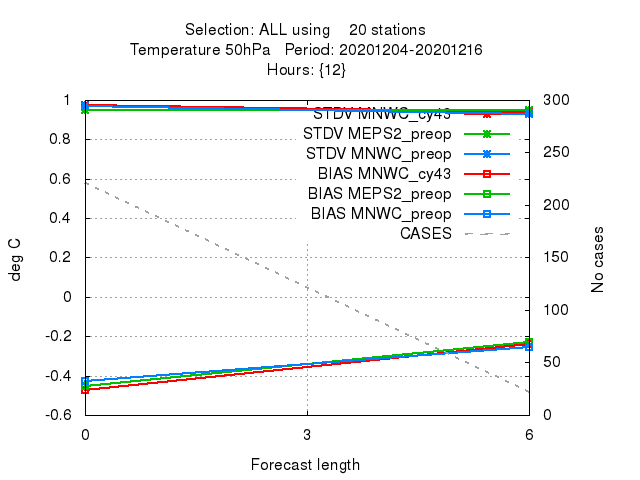 Selection: ALL using 20 stations
Temperature 50hPa Period: 20201204-20201216
Hours: {12}
1
0.8
0.6
0.4
0.2
0
-0.2
-0.4
-0.6
300
250
200
150
100
50
0
0
3
6
deg C
No cases
Forecast length
STDV MNWC_cy43
STDV MEPS2_preop
STDV MNWC_preop
BIAS MNWC_cy43
BIAS MEPS2_preop
BIAS MNWC_preop
CASES